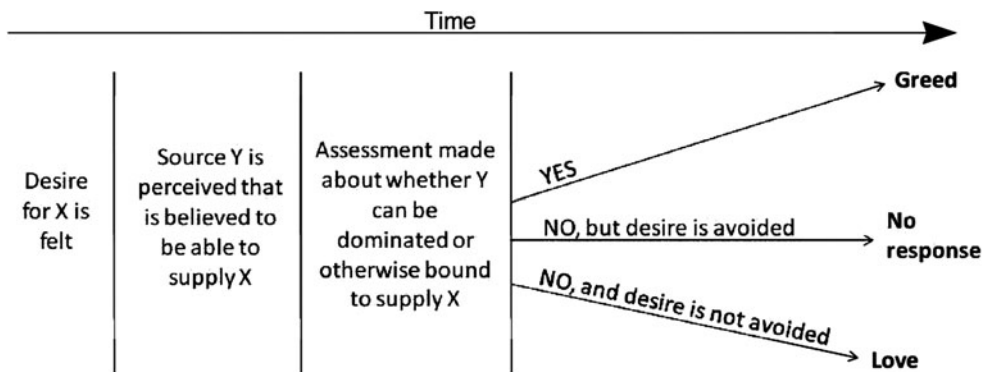 Time
Desire
for X is
felt
Source Y is
perceived that
is believed to
be able to
supply X
Assessment made
about whether Y
can be
dominated or
otherwise bound
to supply X
YES
Greed
NO, but desire is avoided
No
response
NO, and desire is not avoided
Love